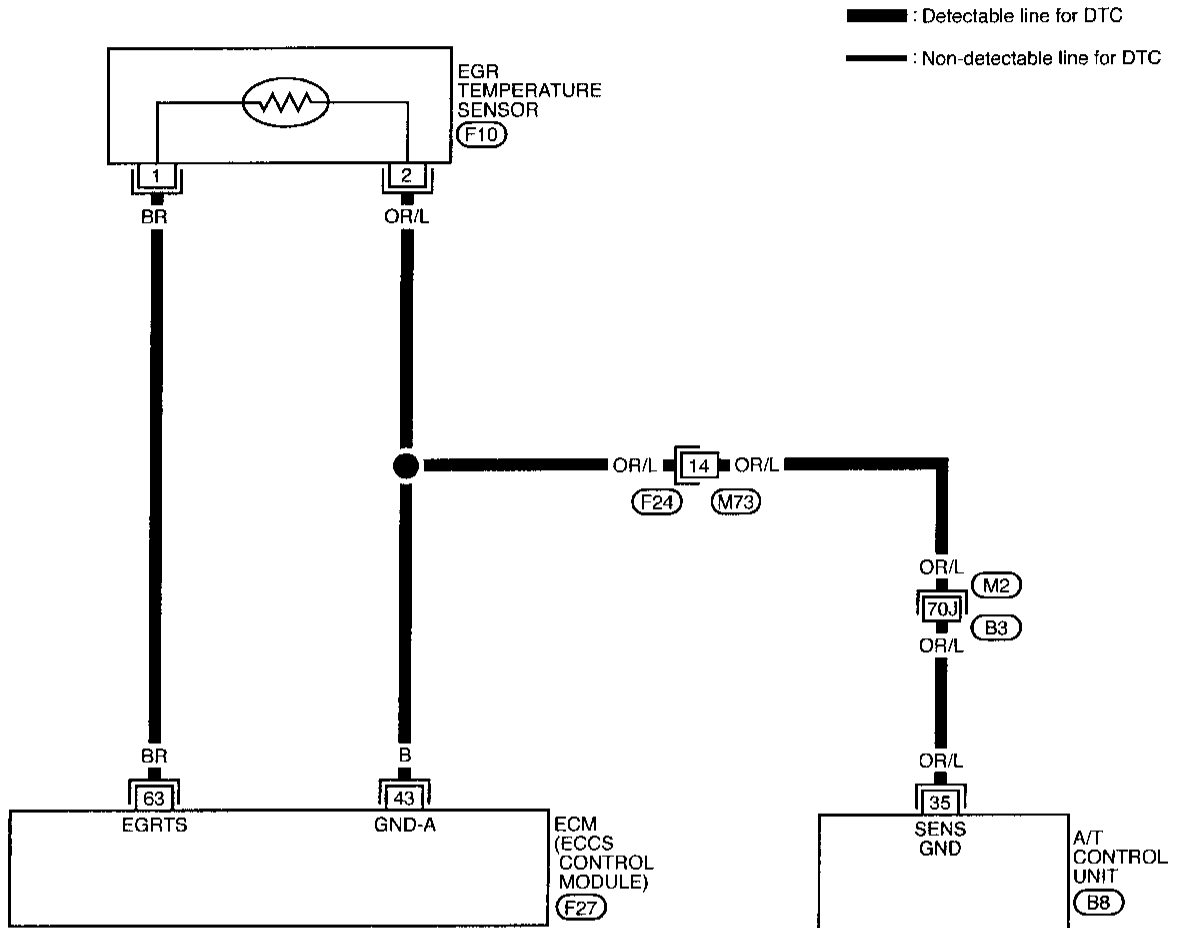 : Detectable line for DTC
: Non-detectable line for DTC
EGR
TEMPERATURE
SENSOR
F10
1
2
BR
OR/L
OR/L
14
OR/L
F24
M73
OR/L
M2
70J
B3
OR/L
BR
B
OR/L
63
43
35
EGRTS
GND-A
ECM
(ECCS
CONTROL
MODULE)
F27
SENS
GND
A/T
CONTROL
UNIT
B8